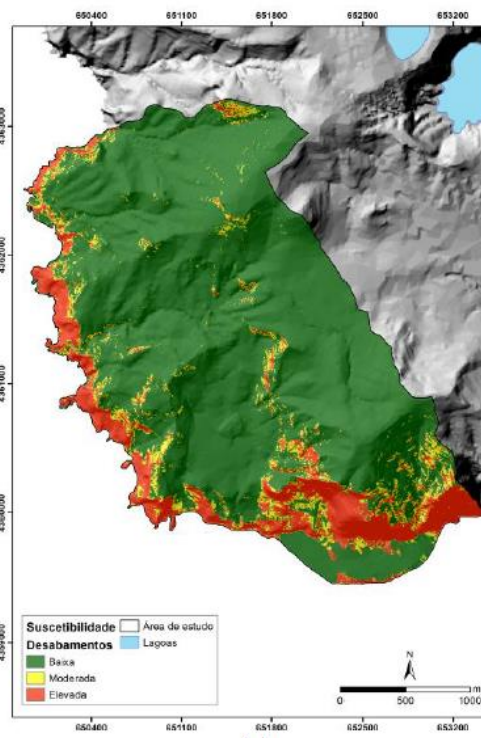 650400 651100 651800 652500 653200
4363000
4362000
4361000
4360000
4359000
Suscetibilidade
Desabamentos
Baixa
Moderada
Elevada
Área de estudo
Lagoas
N
0 500 1000 m
650400 651100 651800 652500 653200